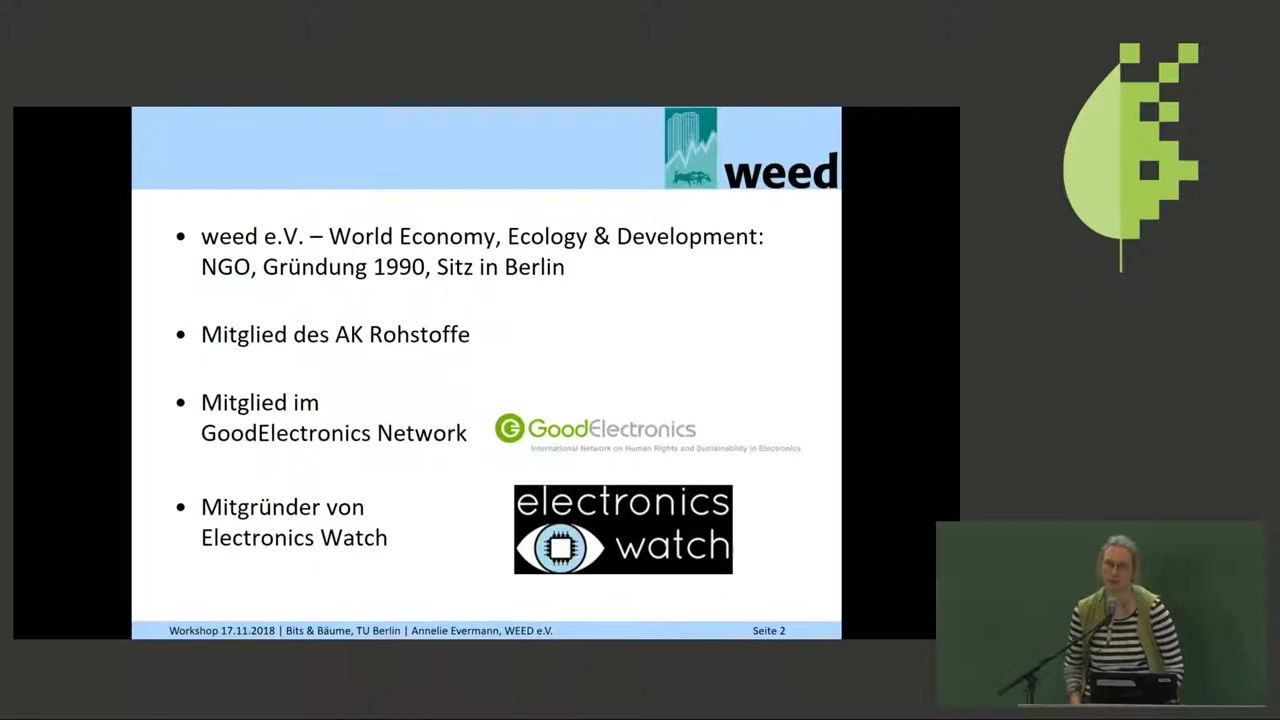 weed
• weed e.V. – World Economy, Ecology & Development:
NGO, Gründung 1990, Sitz in Berlin
• Mitglied des AK Rohstoffe
• Mitglied im
GoodElectronics Network
GoodElectronics
International Network on Human Rights and Sustainability in Electronics
• Mitgründer von
Electronics Watch
electronics
watch
Workshop 17.11.2018 | Bits & Bäume, TU Berlin | Annelie Evermann, WEED e.V.
Seite 2